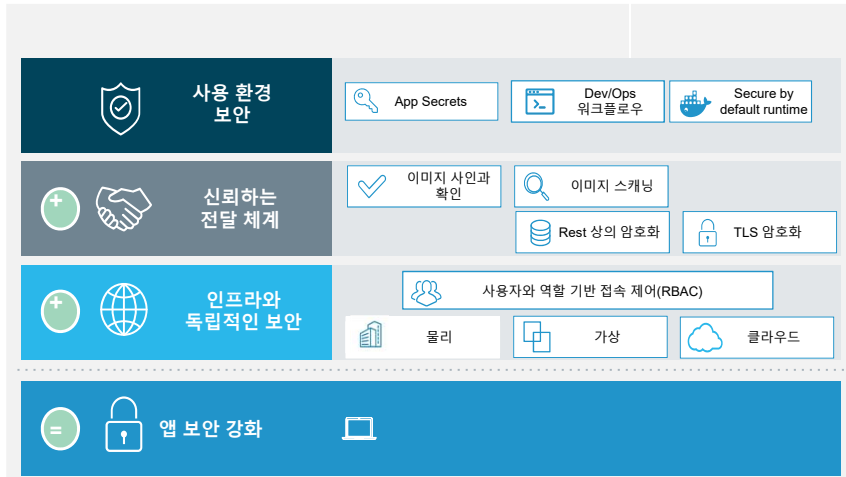 사용 환경
보안
App Secrets
Dev/Ops
워크플로우
Secure by
default runtime
+
신뢰하는
전달 체계
이미지 사인과
확인
이미지 스캐닝
Rest 상의 암호화
TLS 암호화
+
인프라와
독립적인 보안
사용자와 역할 기반 접속 제어(RBAC)
물리
가상
클라우드
=
앱 보안 강화